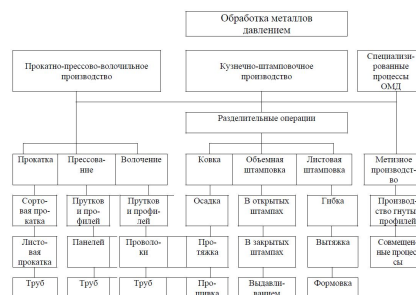 Обработка металлов
давлением
Прокатно-прессово-волочильное
производство
Кузнечно-штамповочное
производство
Специализи-
рованные
процессы
ОМД
Разделительные операции
Прокатка
Прессова-
ние
Волочение
Ковка
Объемная
штамповка
Листовая
штамповка
Метизное
производст-
во
Сорто-
вая про-
катка
Прутков
и про-
филей
Прутков
и профи-
лей
Осадка
В открытых
штампах
Гибка
Производ-
ство гнутых
профилей
Листо-
вая
прокатка
Панелей
Проволо-
ки
Про-
тяжка
В закрытых
штампах
Вытяжка
Совмещен-
ные процес-
сы
Труб
Труб
Труб
Про-
шивка
Выдавли-
ванием
Формовка